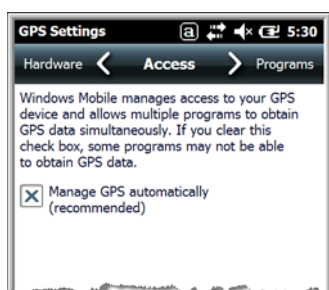 GPS Settings a 5:30
Hardware Access Programs
Windows Mobile manages access to your GPS
device and allows multiple programs to obtain
GPS data simultaneously. If you clear this
check box, some programs may not be able
to obtain GPS data.
Manage GPS automatically
(recommended)